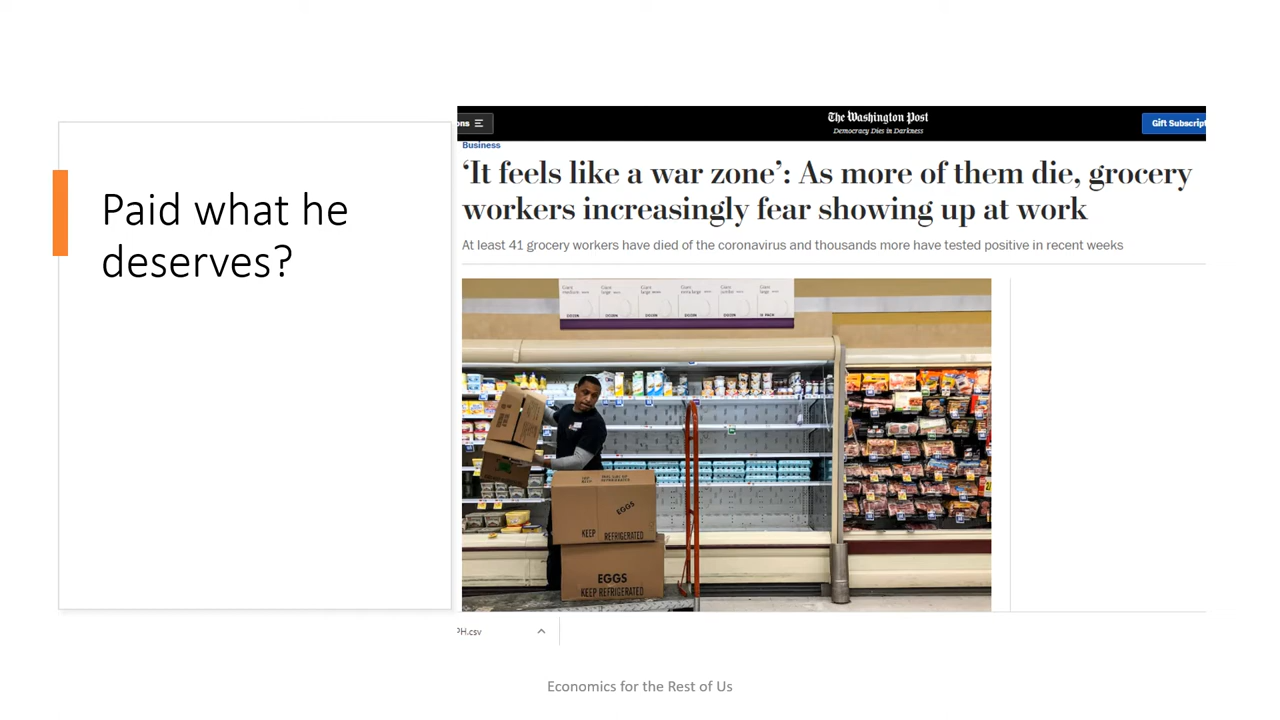 Paid what he
deserves?
ons
The Washington Post
Democracy Dies in Darkness
Gift Subscript
Business
‘It feels like a war zone’: As more of them die, grocery
workers increasingly fear showing up at work
At least 41 grocery workers have died of the coronavirus and thousands more have tested positive in recent weeks
EGGS
KEEP REFRIGERATED
EGGS
KEEP REFRIGERATED
PH.csv
Economics for the Rest of Us